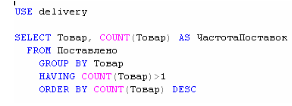 USE delivery
SELECT Товар, COUNT(Товар) AS ЧастотаПоставок
FROM Поставлено
GROUP BY Товар
HAVING COUNT(Товар)>1
ORDER BY COUNT(Товар) DESC